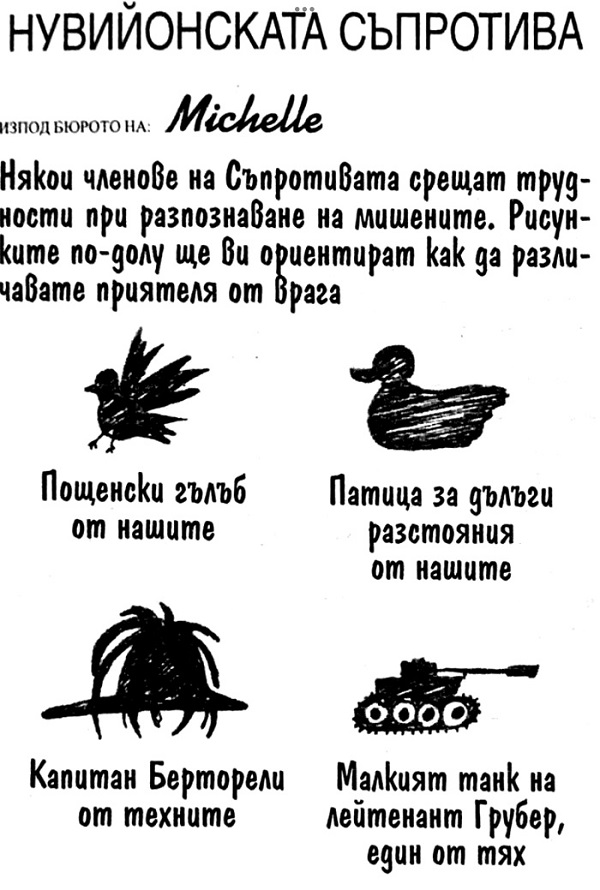 НУВИЙОНСКАТА СЪПРОТИВА
ИЗПОД БЮРОТО НА: Michelle
Някои членове на Съпротивата срещат труд-
ности при разпознаване на мишените. Рисун-
ките по-долу ще ви ориентират как да разли-
чавате приятеля от врага
Пощенски гълъб
от нашите
Патица за дълъги
разстояния
от нашите
Капитан Берторели
от техните
Малкият танк на
лейтенант Грубер,
един от тях